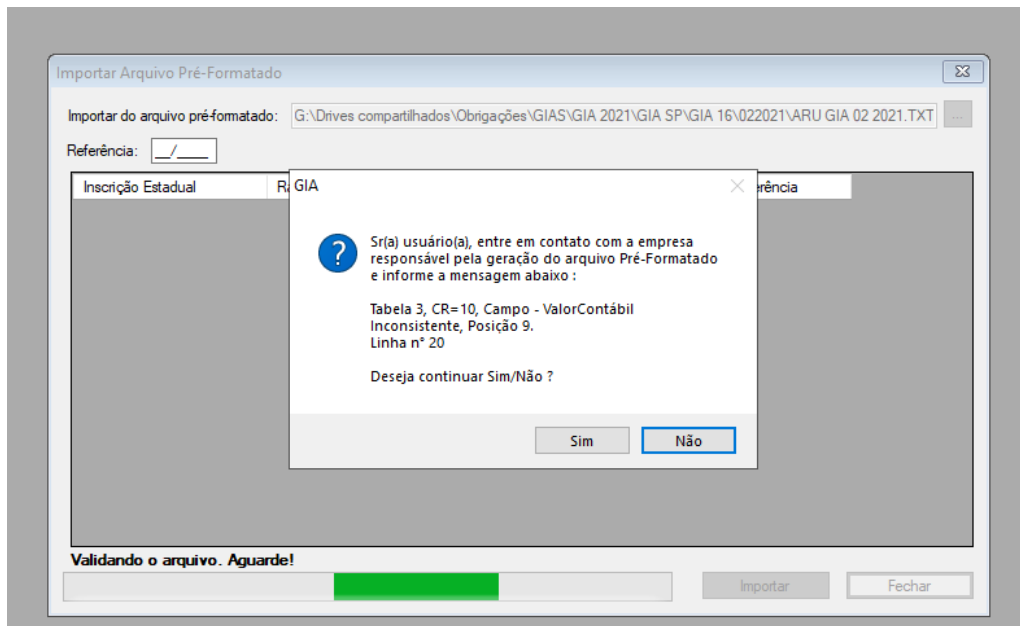 Importar Arquivo Pré-Formatado
Importar do arquivo pré-formatado: G:\Drives compartilhados\Obrigações\GIAS\GIA 2021\GIA SP\GIA 16\022021\ARU GIA 02 2021.TXT ...
Referência: __/____
Inscrição Estadual Ra erência
GIA
Sr(a) usuário(a), entre em contato com a empresa
responsável pela geração do arquivo Pré-Formatado
e informe a mensagem abaixo :
Tabela 3, CR=10, Campo - ValorContábil
Inconsistente, Posição 9.
Linha n° 20
Deseja continuar Sim/Não ?
Sim Não
Validando o arquivo. Aguarde!
Importar Fechar